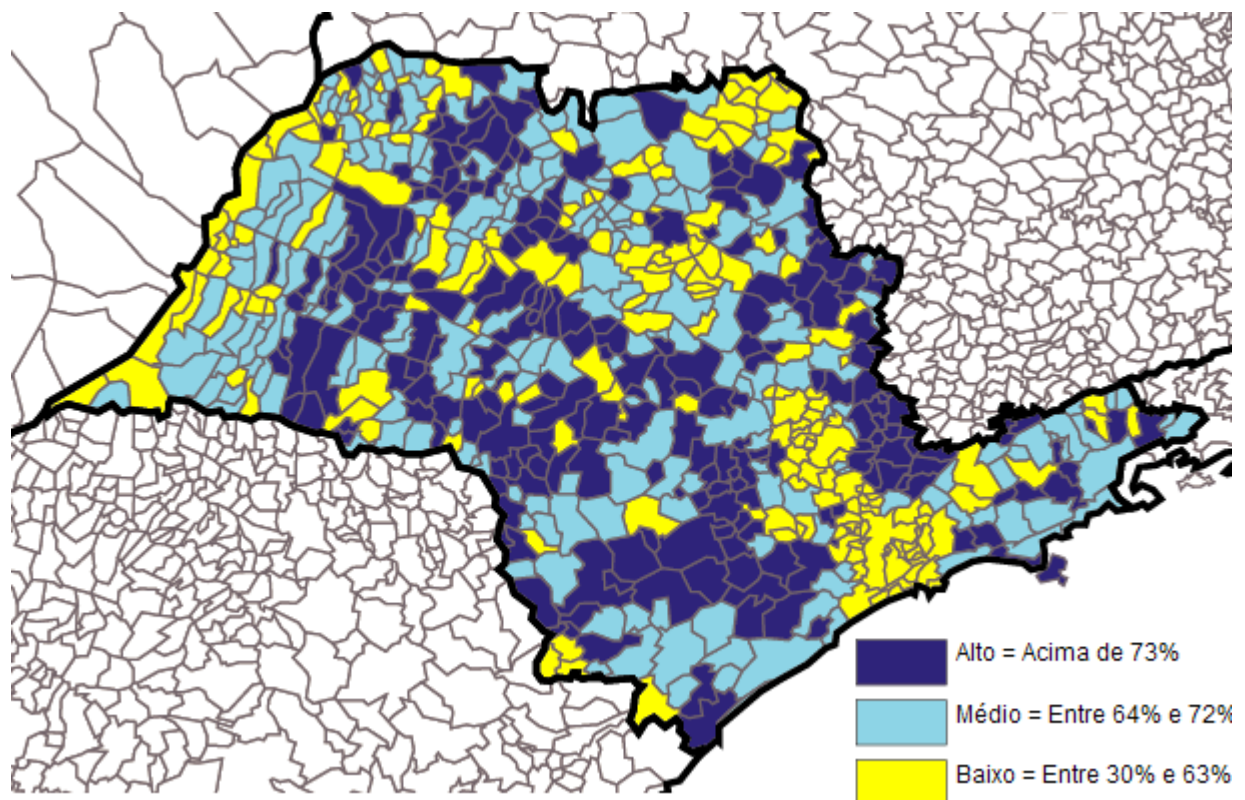 Alto = Acima de 73%
Médio = Entre 64% e 72%
Baixo = Entre 30% e 63%